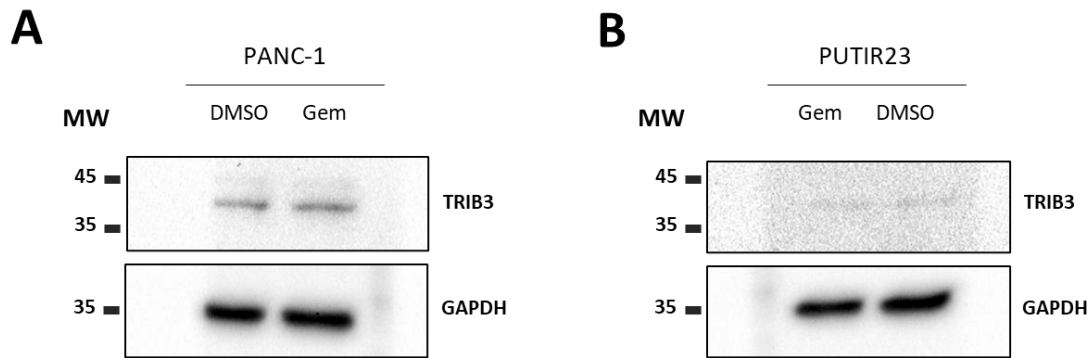 A
PANC-1
DMSO Gem
MW
45
TRIB3
35
35
GAPDH
B
PUTIR23
Gem DMSO
MW
45
TRIB3
35
35
GAPDH